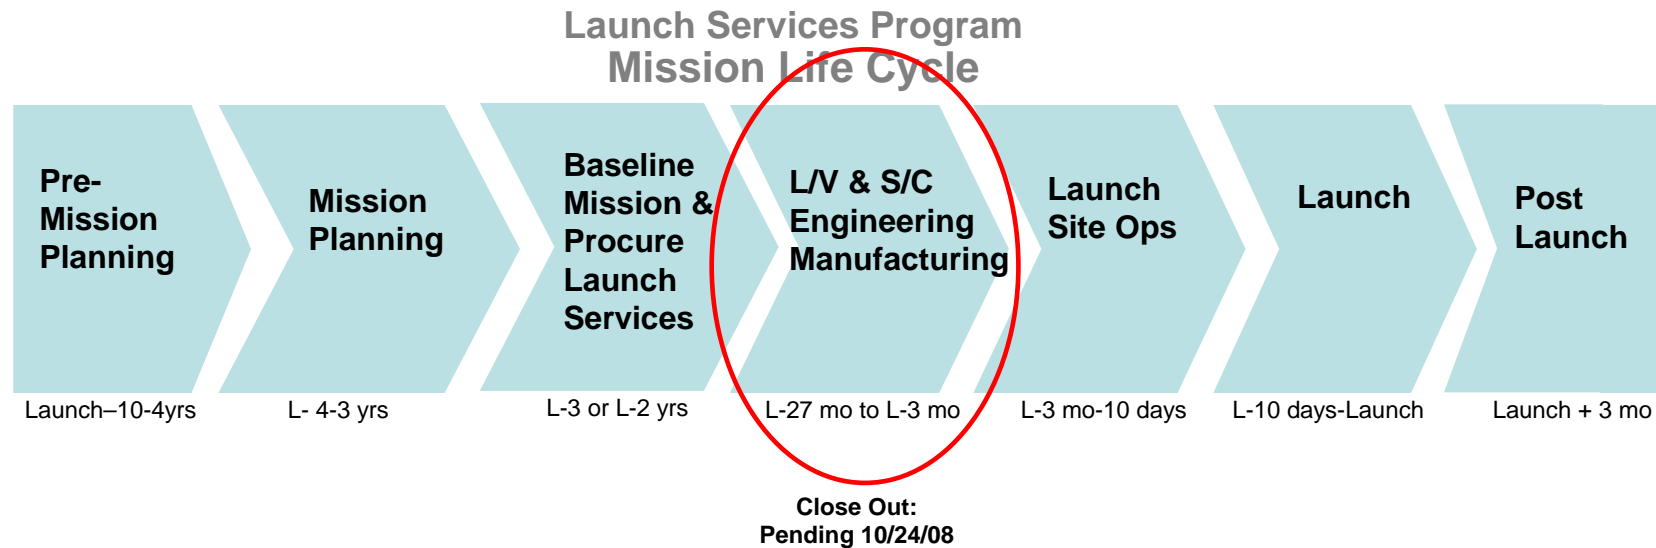 Launch Services Program
Mission Life Cycle
Pre-
Mission
Planning
Mission
Planning
Baseline
Mission &
Procure
Launch
Services
L/V & S/C
Engineering
Manufacturing
Launch
Site Ops
Launch
Post
Launch
Launch–10-4yrs
L- 4-3 yrs
L-3 or L-2 yrs
L-27 mo to L-3 mo
L-3 mo-10 days
L-10 days-Launch
Launch + 3 mo
Close Out:
Pending 10/24/08